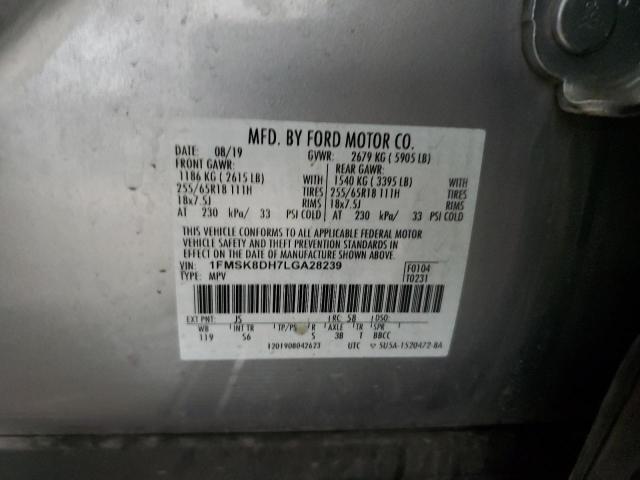 MFD. BY FORD MOTOR CO.
DATE: 08/19 GVWR: 2679 KG ( 5905 LB)
FRONT GAWR: REAR GAWR:
1186 KG ( 2615 LB) WITH 1540 KG ( 3395 LB) WITH
255/65R18 111H TIRES 255/65R18 111H TIRES
18x7.5J RIMS 18x7.5J RIMS
AT 230 kPa/ 33 PSI COLD AT 230 kPa/ 33 PSI COLD
THIS VEHICLE CONFORMS TO ALL APPLICABLE FEDERAL MOTOR
VEHICLE SAFETY AND THEFT PREVENTION STANDARDS IN
EFFECT ON THE DATE OF MANUFACTURE SHOWN ABOVE.
VIN: 1FMSK8DH7LGA28239 F0104
TYPE: MPV T0231
EXT PNT: JS RC: 58 DSO:
WB INT TR TP/PS R AXLE TR SPR
119 S6 5 3B T BBCC
1201908042623 UTC 5U5A-1520472-BA